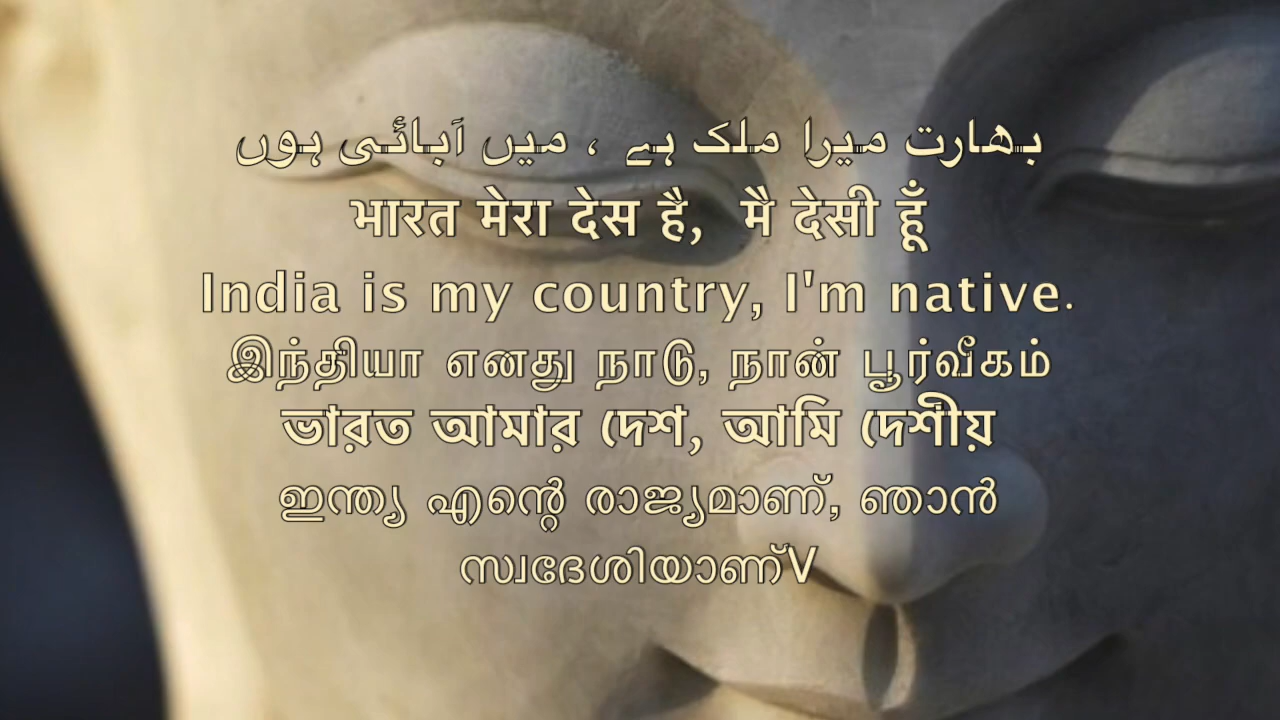 بھارت میرا ملک ہے ، میں آبائی ہوں
भारत मेरा देस है, मै देसी हूँ
India is my country, I'm native.
இந்தியா எனது நாடு, நான் பூர்வீகம்
ভারত আমার দেশ, আমি দেশীয়
ഇന്ത്യ എന്റെ രാജ്യമാണ്, ഞാൻ
സ്വദേശിയാണ്V